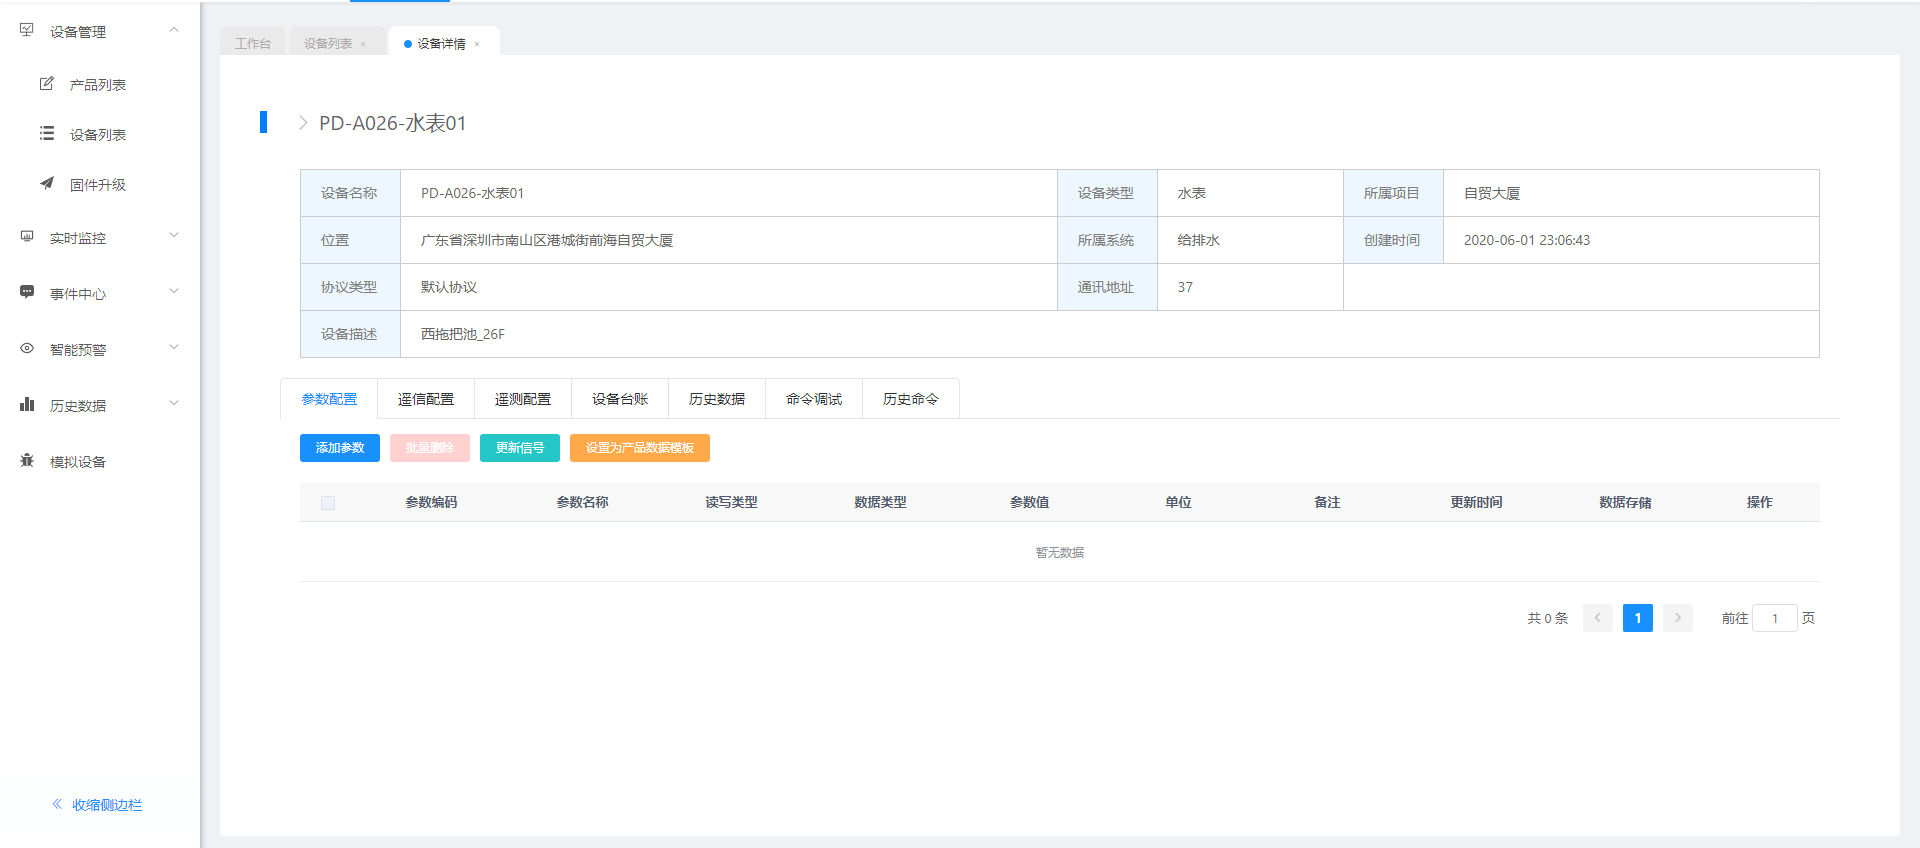 设备管理
产品列表
设备列表
固件升级
实时监控
事件中心
智能预警
历史数据
模拟设备
收缩侧边栏
工作台 设备列表 × 设备详情 ×
PD-A026-水表01
设备名称 PD-A026-水表01 设备类型 水表 所属项目 自贸大厦
位置 广东省深圳市南山区港城街前海自贸大厦 所属系统 给排水 创建时间 2020-06-01 23:06:43
协议类型 默认协议 通讯地址 37
设备描述 西拖把池_26F
参数配置 遥信配置 遥测配置 设备台账 历史数据 命令调试 历史命令
添加参数 批量删除 更新信号 设置为产品数据模板
参数编码 参数名称 读写类型 数据类型 参数值 单位 备注 更新时间 数据存储 操作
暂无数据
共 0 条 1 前往 1 页